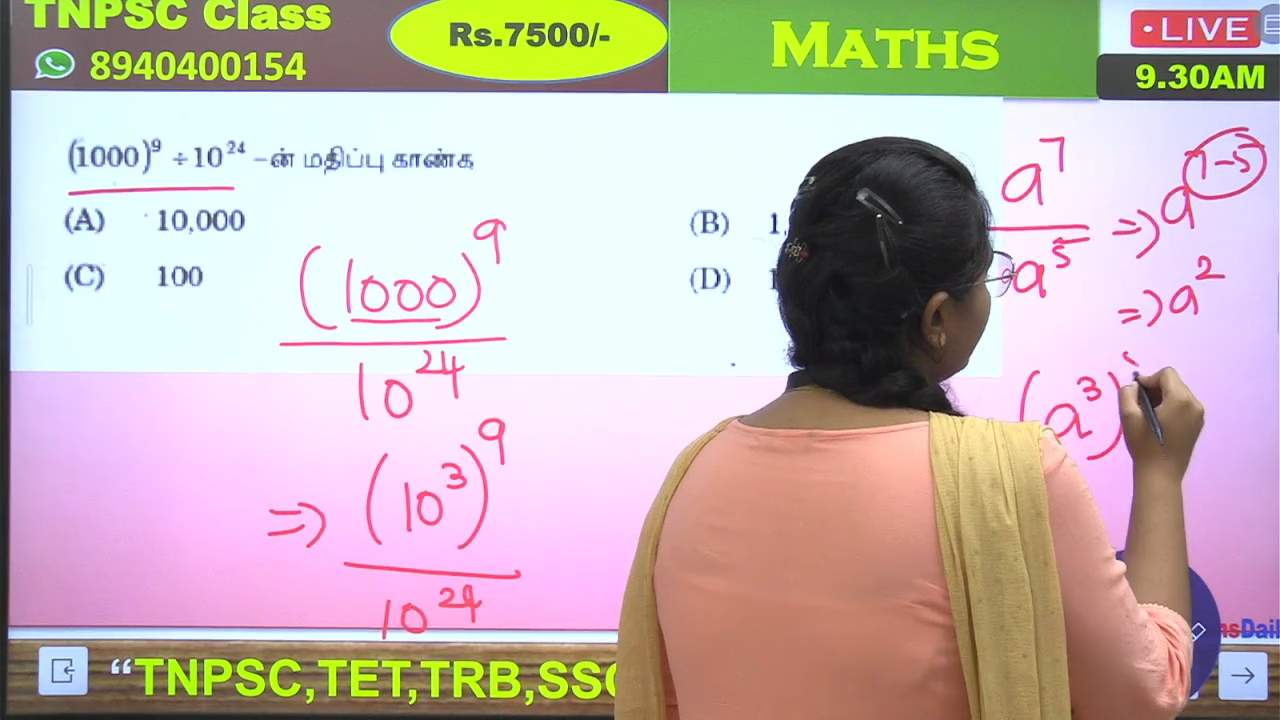 TNPSC Class
8940400154
Rs.7500/-
MATHS
•LIVE
9.30AM
(1000)⁹ ÷ 10²⁴ –ன் மதிப்பு காண்க
(A) 10,000
(B)
(C) 100
(D)
(1000)⁹
10²⁴
=> (10³)⁹
10²⁴
a⁷
a⁵
=> a⁷⁻⁵
=> a²
(a³)
“TNPSC,TET,TRB,SSC